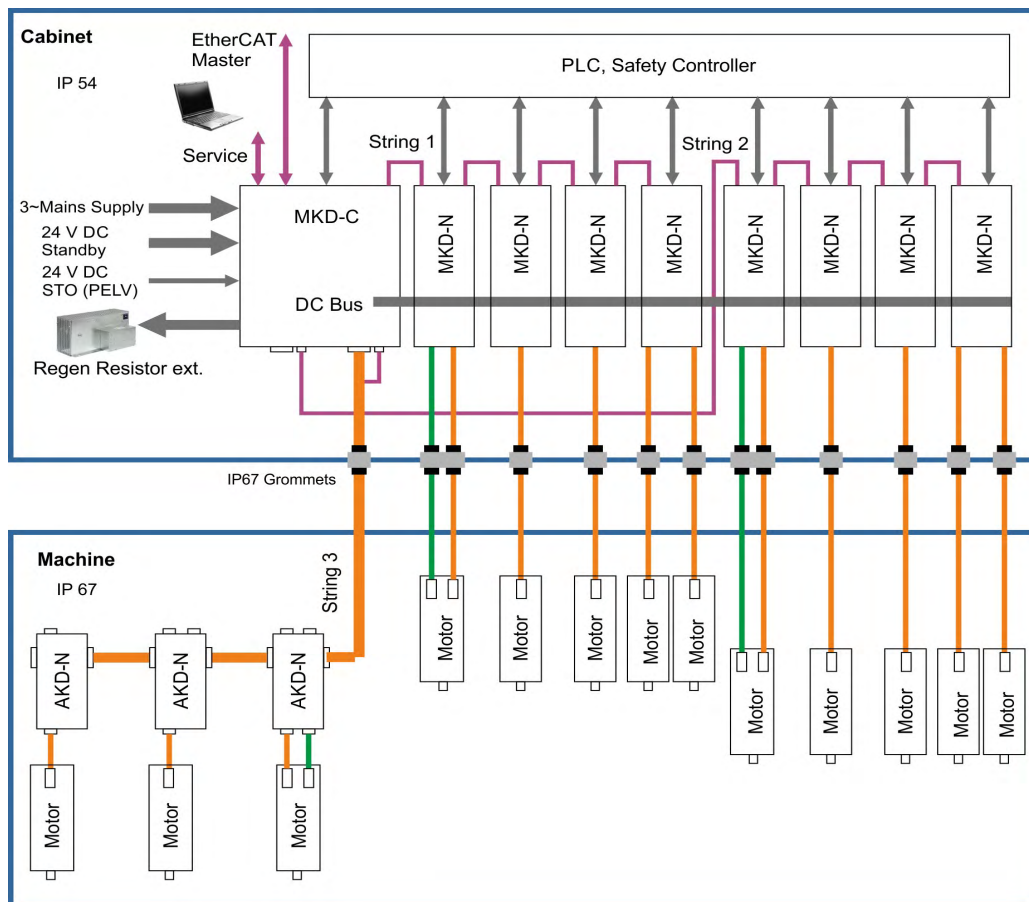 Cabinet
IP 54
EtherCAT
Master
PLC, Safety Controller
Service
String 1
String 2
3~Mains Supply
24 V DC
Standby
24 V DC
STO (PELV)
Regen Resistor ext.
MKD-C
DC Bus
MKD-N
MKD-N
MKD-N
MKD-N
MKD-N
MKD-N
MKD-N
MKD-N
IP67 Grommets
Machine
IP 67
String 3
AKD-N
AKD-N
AKD-N
Motor
Motor
Motor
Motor
Motor
Motor
Motor
Motor
Motor
Motor
Motor
Motor
Motor